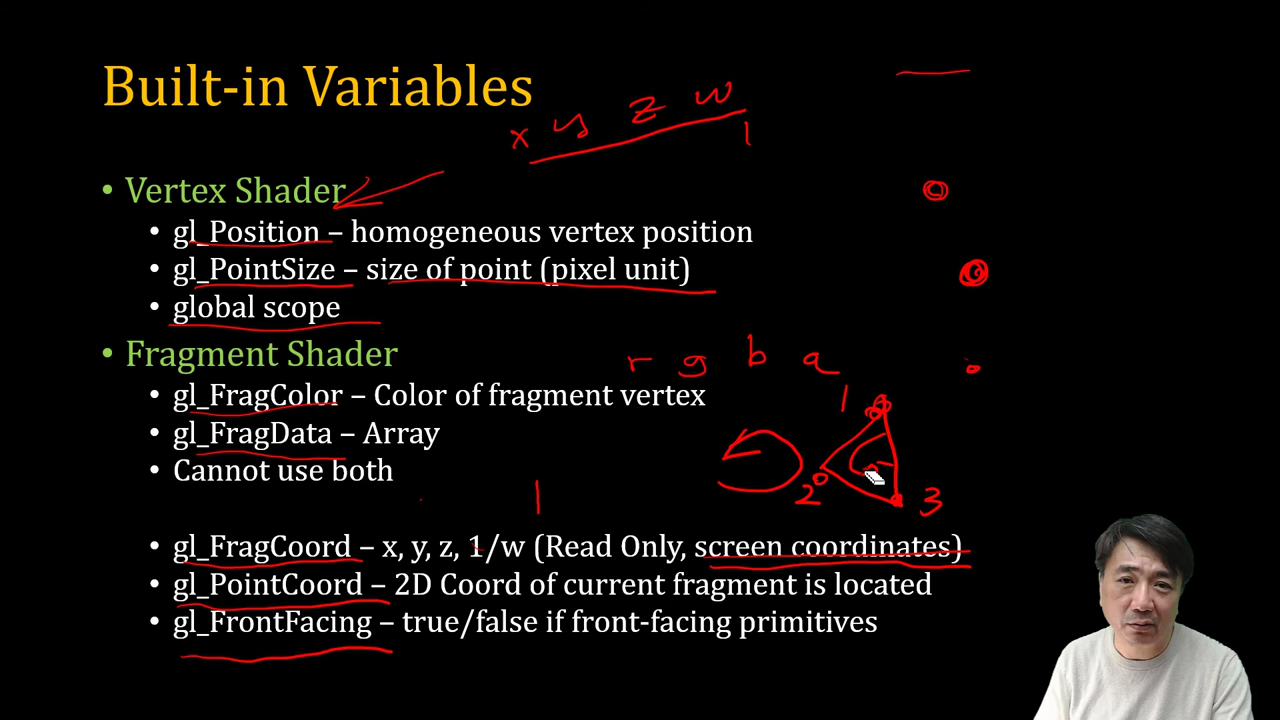 Built-in Variables
x y z w
1
• Vertex Shader
• gl_Position – homogeneous vertex position
• gl_PointSize – size of point (pixel unit)
• global scope
• Fragment Shader
r g b a
• gl_FragColor – Color of fragment vertex
1
• gl_FragData – Array
• Cannot use both
2
3
1
• gl_FragCoord – x, y, z, 1/w (Read Only, screen coordinates)
• gl_PointCoord – 2D Coord of current fragment is located
• gl_FrontFacing – true/false if front-facing primitives